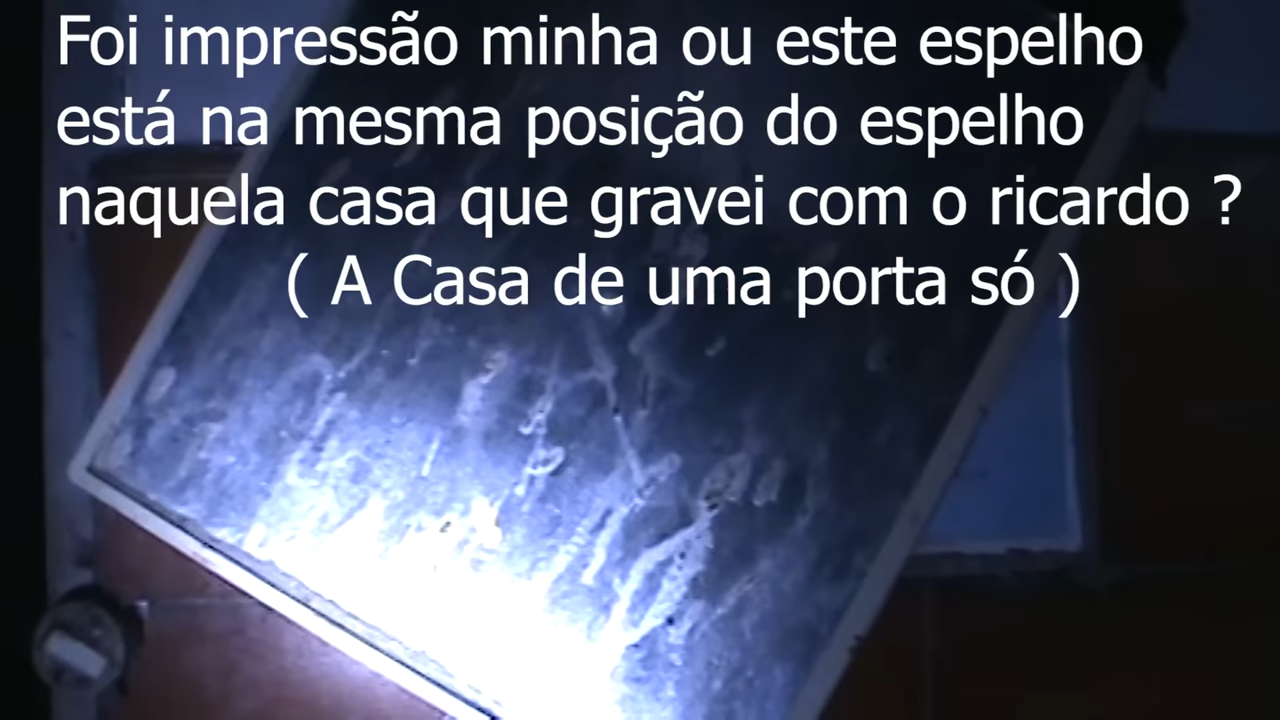 Foi impressão minha ou este espelho
está na mesma posição do espelho
naquela casa que gravei com o ricardo ?
( A Casa de uma porta só )